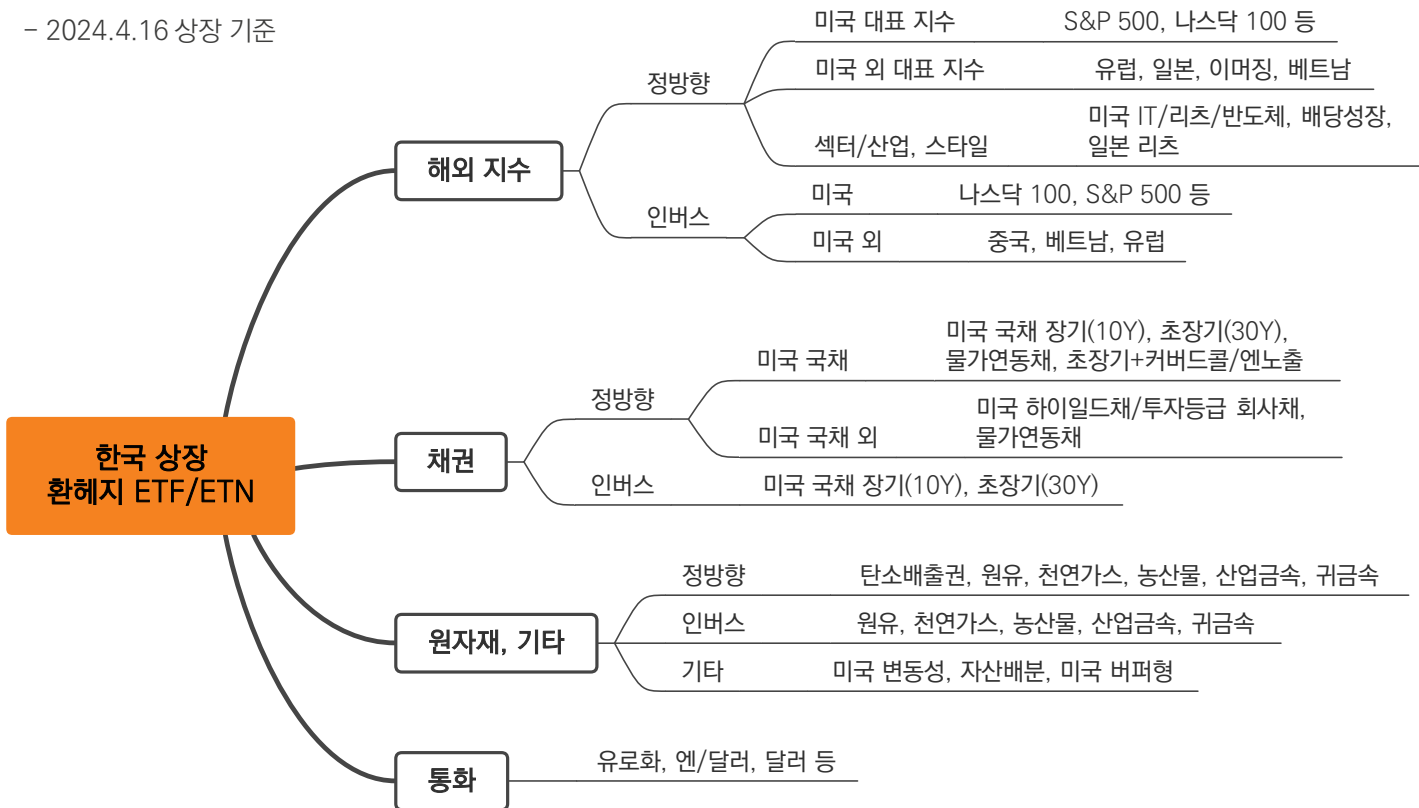 - 2024.4.16 상장 기준
한국 상장
환헤지 ETF/ETN
해외 지수
정방향
미국 대표 지수
S&P 500, 나스닥 100 등
미국 외 대표 지수
유럽, 일본, 이머징, 베트남
섹터/산업, 스타일
미국 IT/리츠/반도체, 배당성장,
일본 리츠
인버스
미국
나스닥 100, S&P 500 등
미국 외
중국, 베트남, 유럽
채권
정방향
미국 국채
미국 국채 장기(10Y), 초장기(30Y),
물가연동채, 초장기+커버드콜/엔노출
미국 국채 외
미국 하이일드채/투자등급 회사채,
물가연동채
인버스
미국 국채 장기(10Y), 초장기(30Y)
원자재, 기타
정방향
탄소배출권, 원유, 천연가스, 농산물, 산업금속, 귀금속
인버스
원유, 천연가스, 농산물, 산업금속, 귀금속
기타
미국 변동성, 자산배분, 미국 버퍼형
통화
유로화, 엔/달러, 달러 등